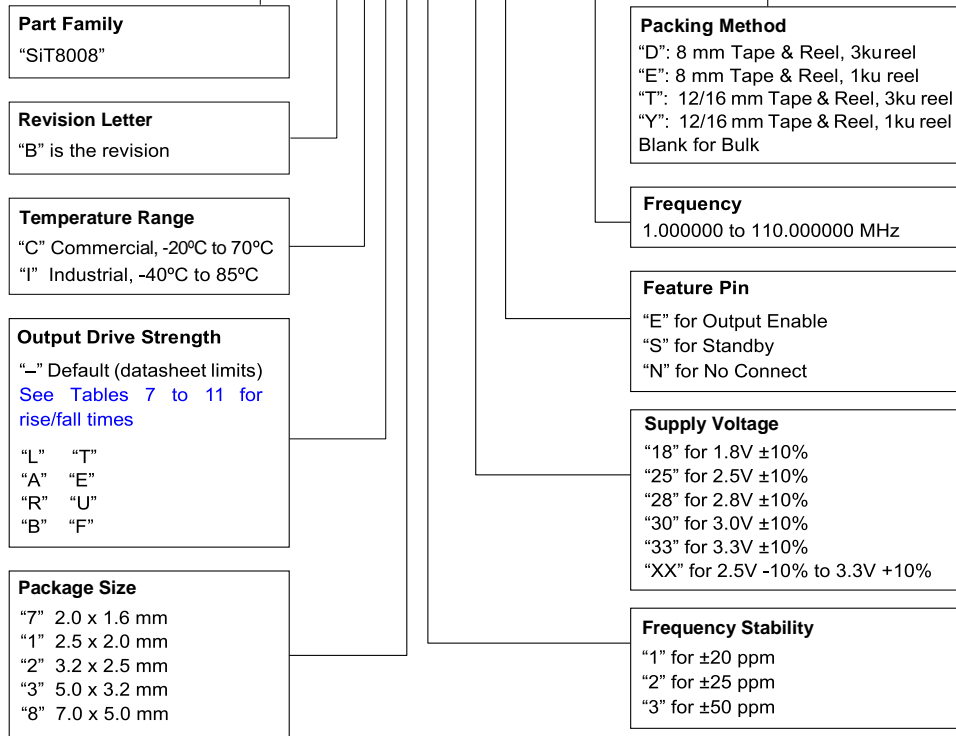 Part Family
“SiT8008”
Revision Letter
“B” is the revision
Temperature Range
“C” Commercial, -20ºC to 70ºC
“I” Industrial, -40ºC to 85ºC
Output Drive Strength
“–” Default (datasheet limits)
See Tables 7 to 11 for
rise/fall times
“L” “T”
“A” “E”
“R” “U”
“B” “F”
Package Size
“7” 2.0 x 1.6 mm
“1” 2.5 x 2.0 mm
“2” 3.2 x 2.5 mm
“3” 5.0 x 3.2 mm
“8” 7.0 x 5.0 mm
Packing Method
“D”: 8 mm Tape & Reel, 3ku reel
“E”: 8 mm Tape & Reel, 1ku reel
“T”: 12/16 mm Tape & Reel, 3ku reel
“Y”: 12/16 mm Tape & Reel, 1ku reel
Blank for Bulk
Frequency
1.000000 to 110.000000 MHz
Feature Pin
“E” for Output Enable
“S” for Standby
“N” for No Connect
Supply Voltage
“18” for 1.8V ±10%
“25” for 2.5V ±10%
“28” for 2.8V ±10%
“30” for 3.0V ±10%
“33” for 3.3V ±10%
“XX” for 2.5V -10% to 3.3V +10%
Frequency Stability
“1” for ±20 ppm
“2” for ±25 ppm
“3” for ±50 ppm